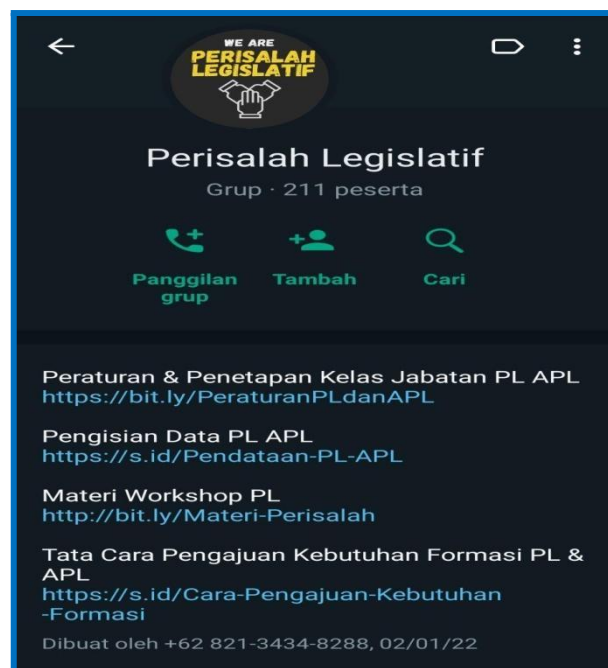 WE ARE
PERISALAH
LEGISLATIF
Perisalah Legislatif
Grup · 211 peserta
Panggilan grup
Tambah
Cari
Peraturan & Penetapan Kelas Jabatan PL APL
https://bit.ly/PeraturanPLdanAPL
Pengisian Data PL APL
https://s.id/Pendataan-PL-APL
Materi Workshop PL
http://bit.ly/Materi-Perisalah
Tata Cara Pengajuan Kebutuhan Formasi PL &
APL
https://s.id/Cara-Pengajuan-Kebutuhan
-Formasi
Dibuat oleh +62 821-3434-8288, 02/01/22